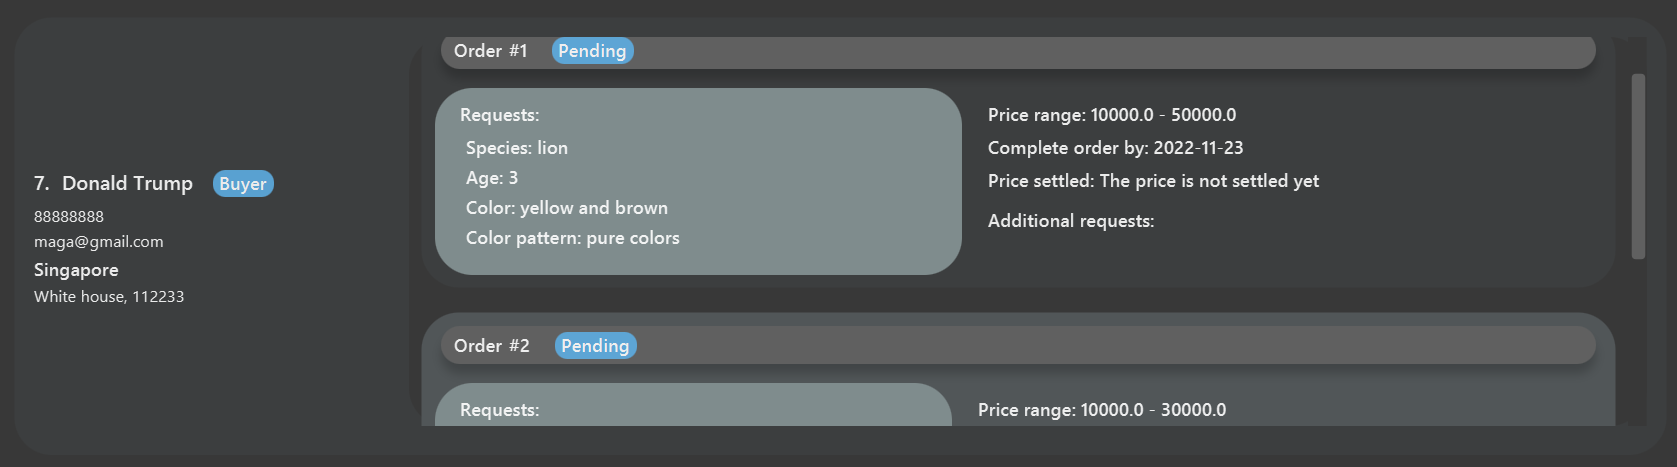 7. Donald Trump Buyer
88888888
maga@gmail.com
Singapore
White house, 112233
Order #1 Pending
Requests:
Species: lion
Age: 3
Color: yellow and brown
Color pattern: pure colors
Price range: 10000.0 - 50000.0
Complete order by: 2022-11-23
Price settled: The price is not settled yet
Additional requests:
Order #2 Pending
Requests:
Price range: 10000.0 - 30000.0